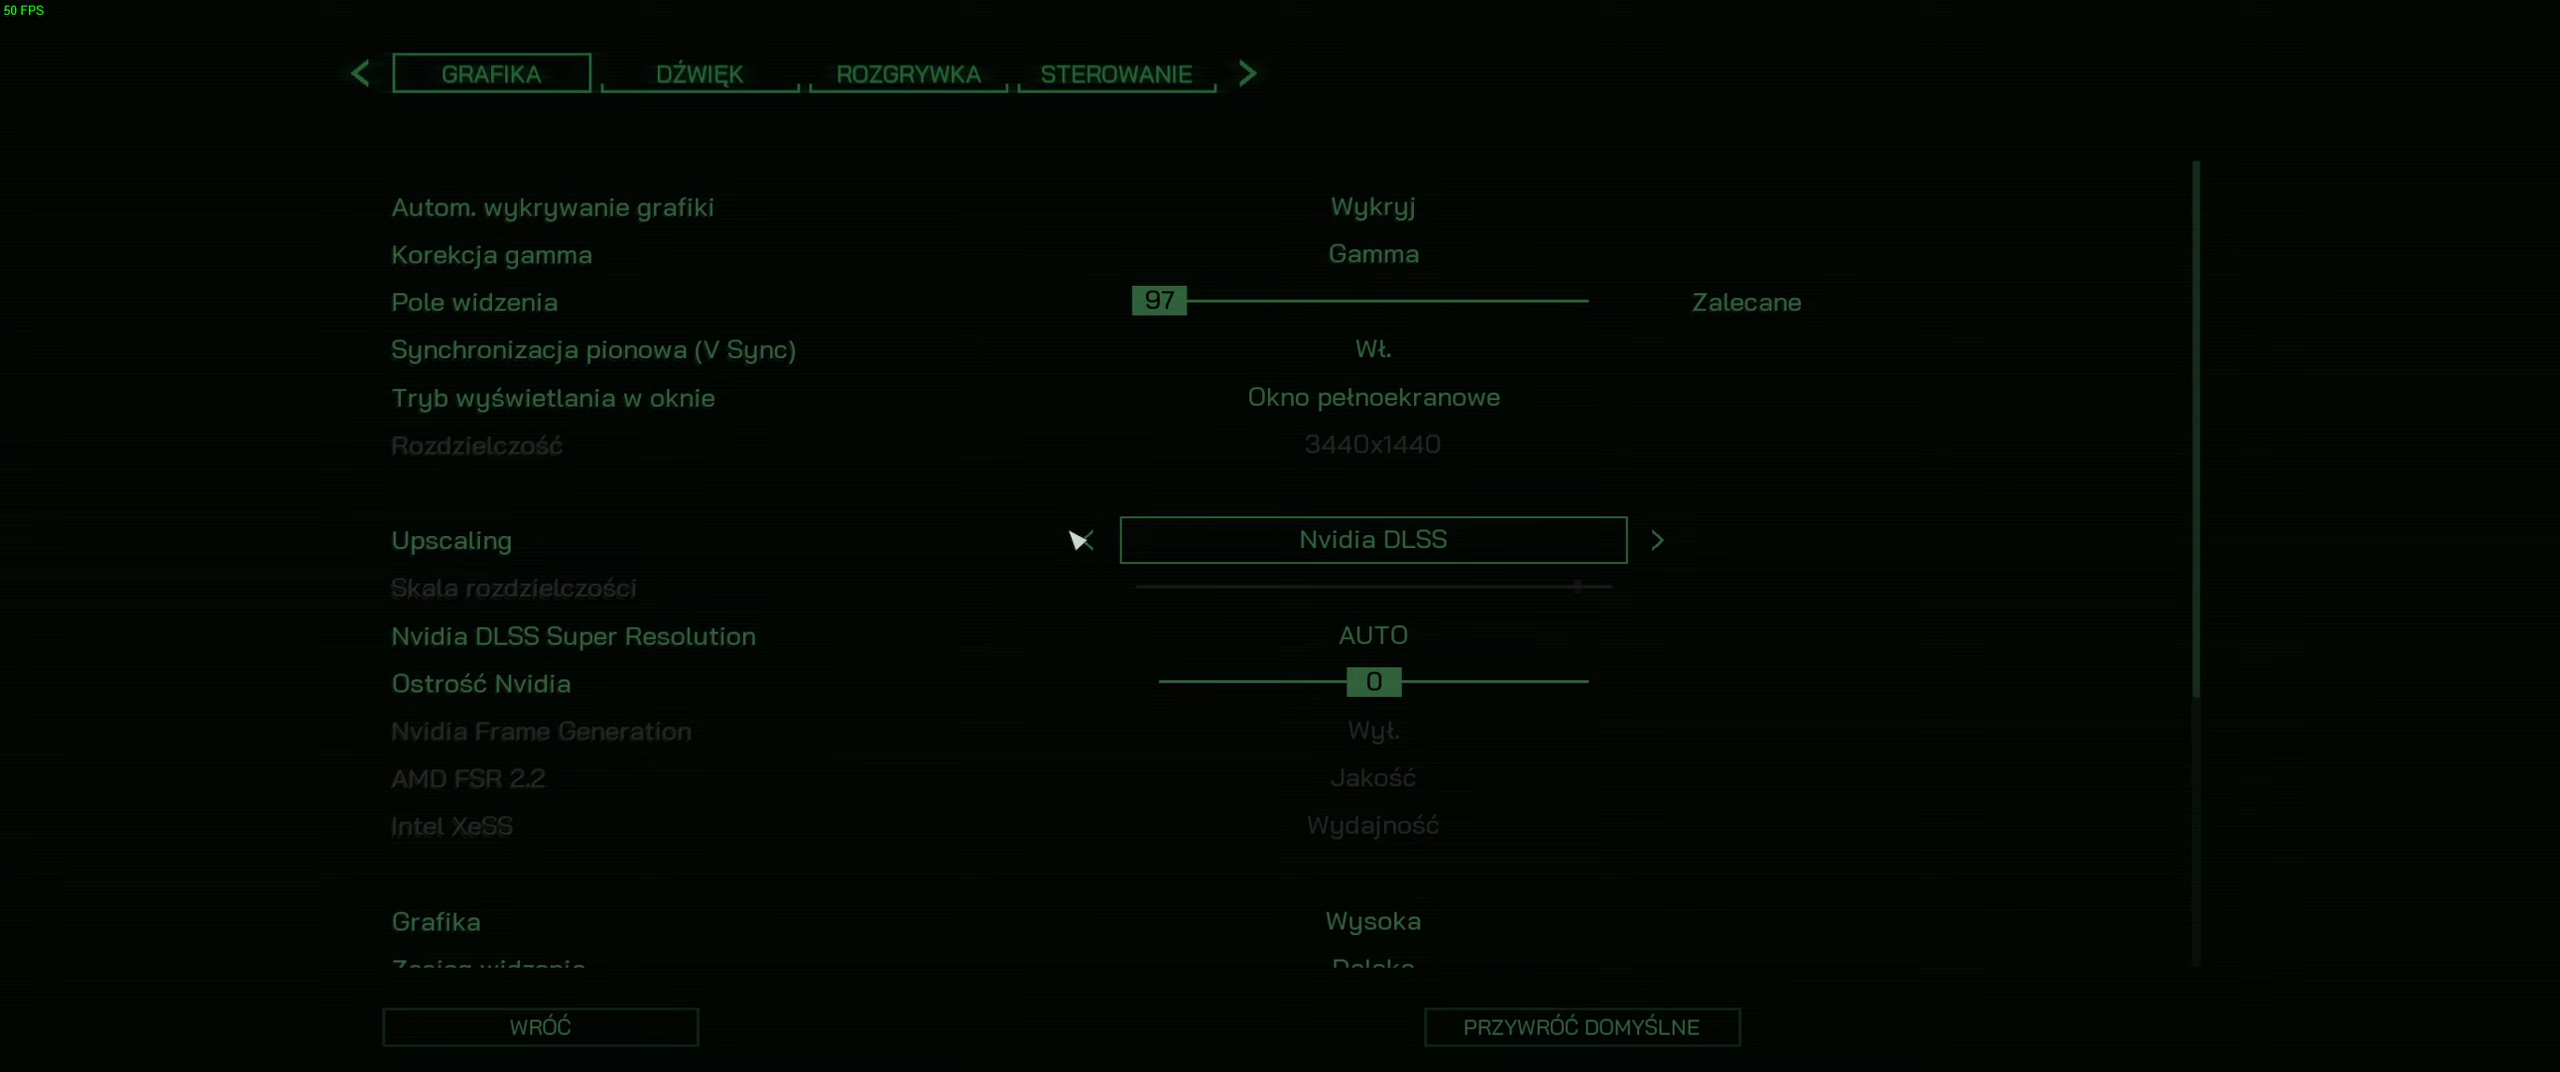 50 FPS
GRAFIKA DŹWIĘK ROZGRYWKA STEROWANIE
Autom. wykrywanie grafiki Wykryj
Korekcja gamma Gamma
Pole widzenia 97 Zalecane
Synchronizacja pionowa (V Sync) Wł.
Tryb wyświetlania w oknie Okno pełnoekranowe
Rozdzielczość 3440x1440
Upscaling Nvidia DLSS
Skala rozdzielczości
Nvidia DLSS Super Resolution AUTO
Ostrość Nvidia 0
Nvidia Frame Generation Wył.
AMD FSR 2.2 Jakość
Intel XeSS Wydajność
Grafika Wysoka
WRÓĆ PRZYWRÓĆ DOMYŚLNE